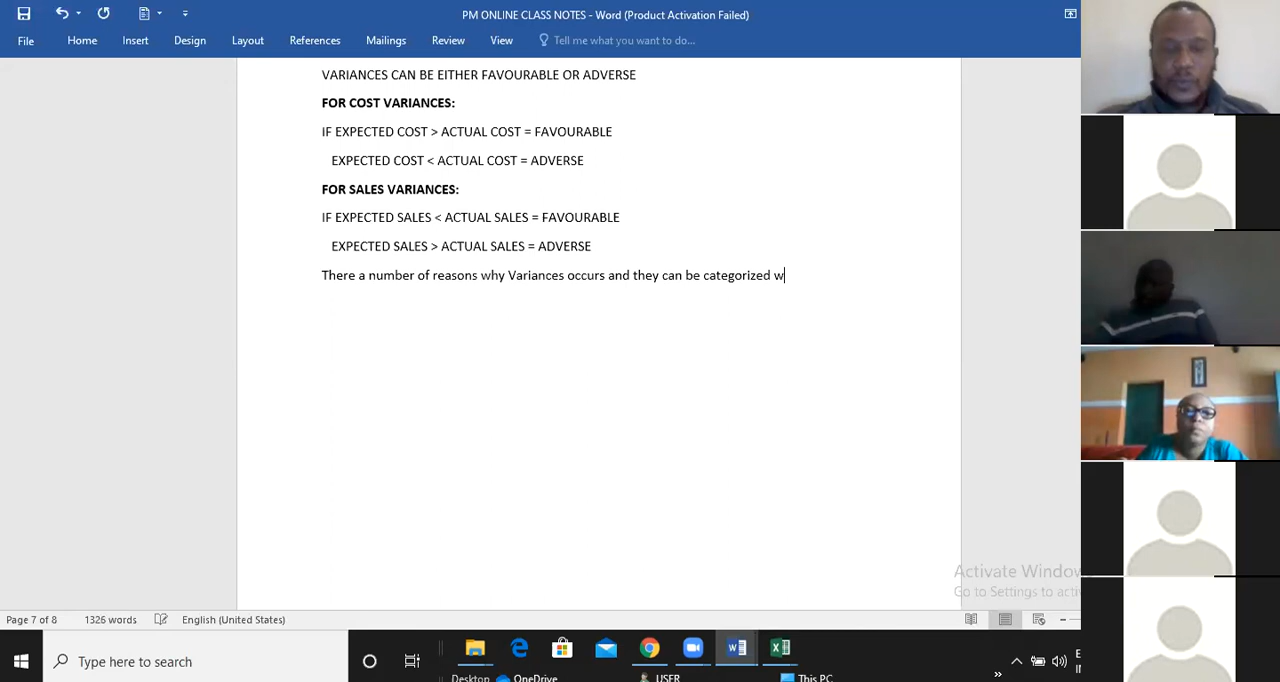 PM ONLINE CLASS NOTES - Word (Product Activation Failed)
File Home Insert Design Layout References Mailings Review View Tell me what you want to do...
VARIANCES CAN BE EITHER FAVOURABLE OR ADVERSE
FOR COST VARIANCES:
IF EXPECTED COST > ACTUAL COST = FAVOURABLE
EXPECTED COST < ACTUAL COST = ADVERSE
FOR SALES VARIANCES:
IF EXPECTED SALES < ACTUAL SALES = FAVOURABLE
EXPECTED SALES > ACTUAL SALES = ADVERSE
There a number of reasons why Variances occurs and they can be categorized w
Activate Window
Go to Settings to acti
Page 7 of 8 1326 words English (United States)
Type here to search
Desktop OneDrive USER This PC